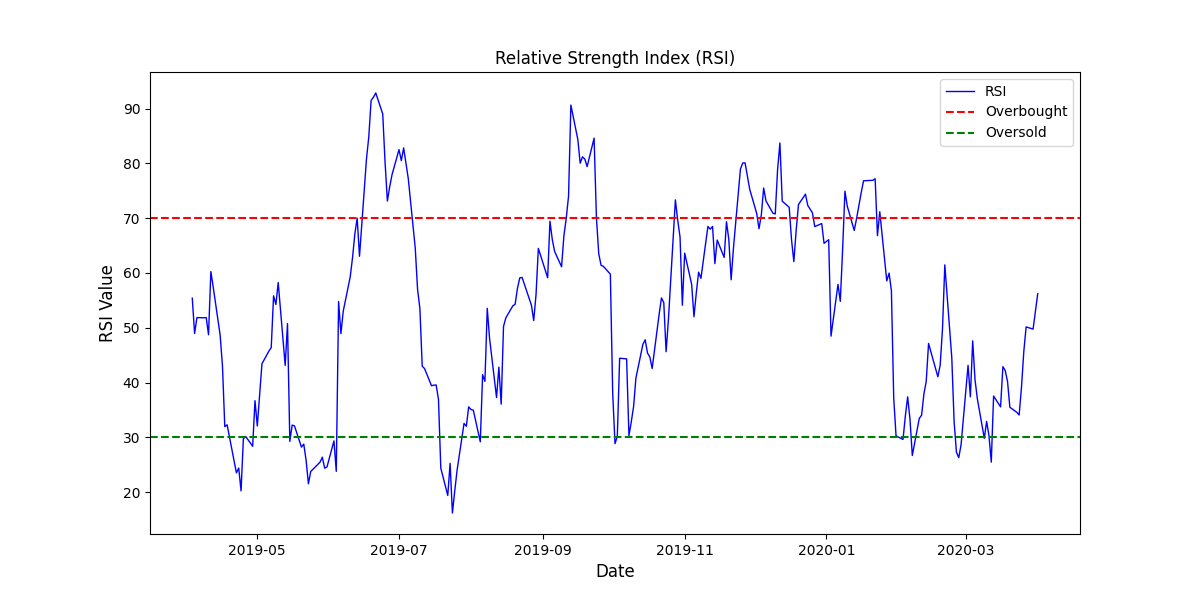 Relative Strength Index (RSI)
RSI
Overbought
Oversold
RSI Value
90
80
70
60
50
40
30
20
2019-05
2019-07
2019-09
2019-11
2020-01
2020-03
Date